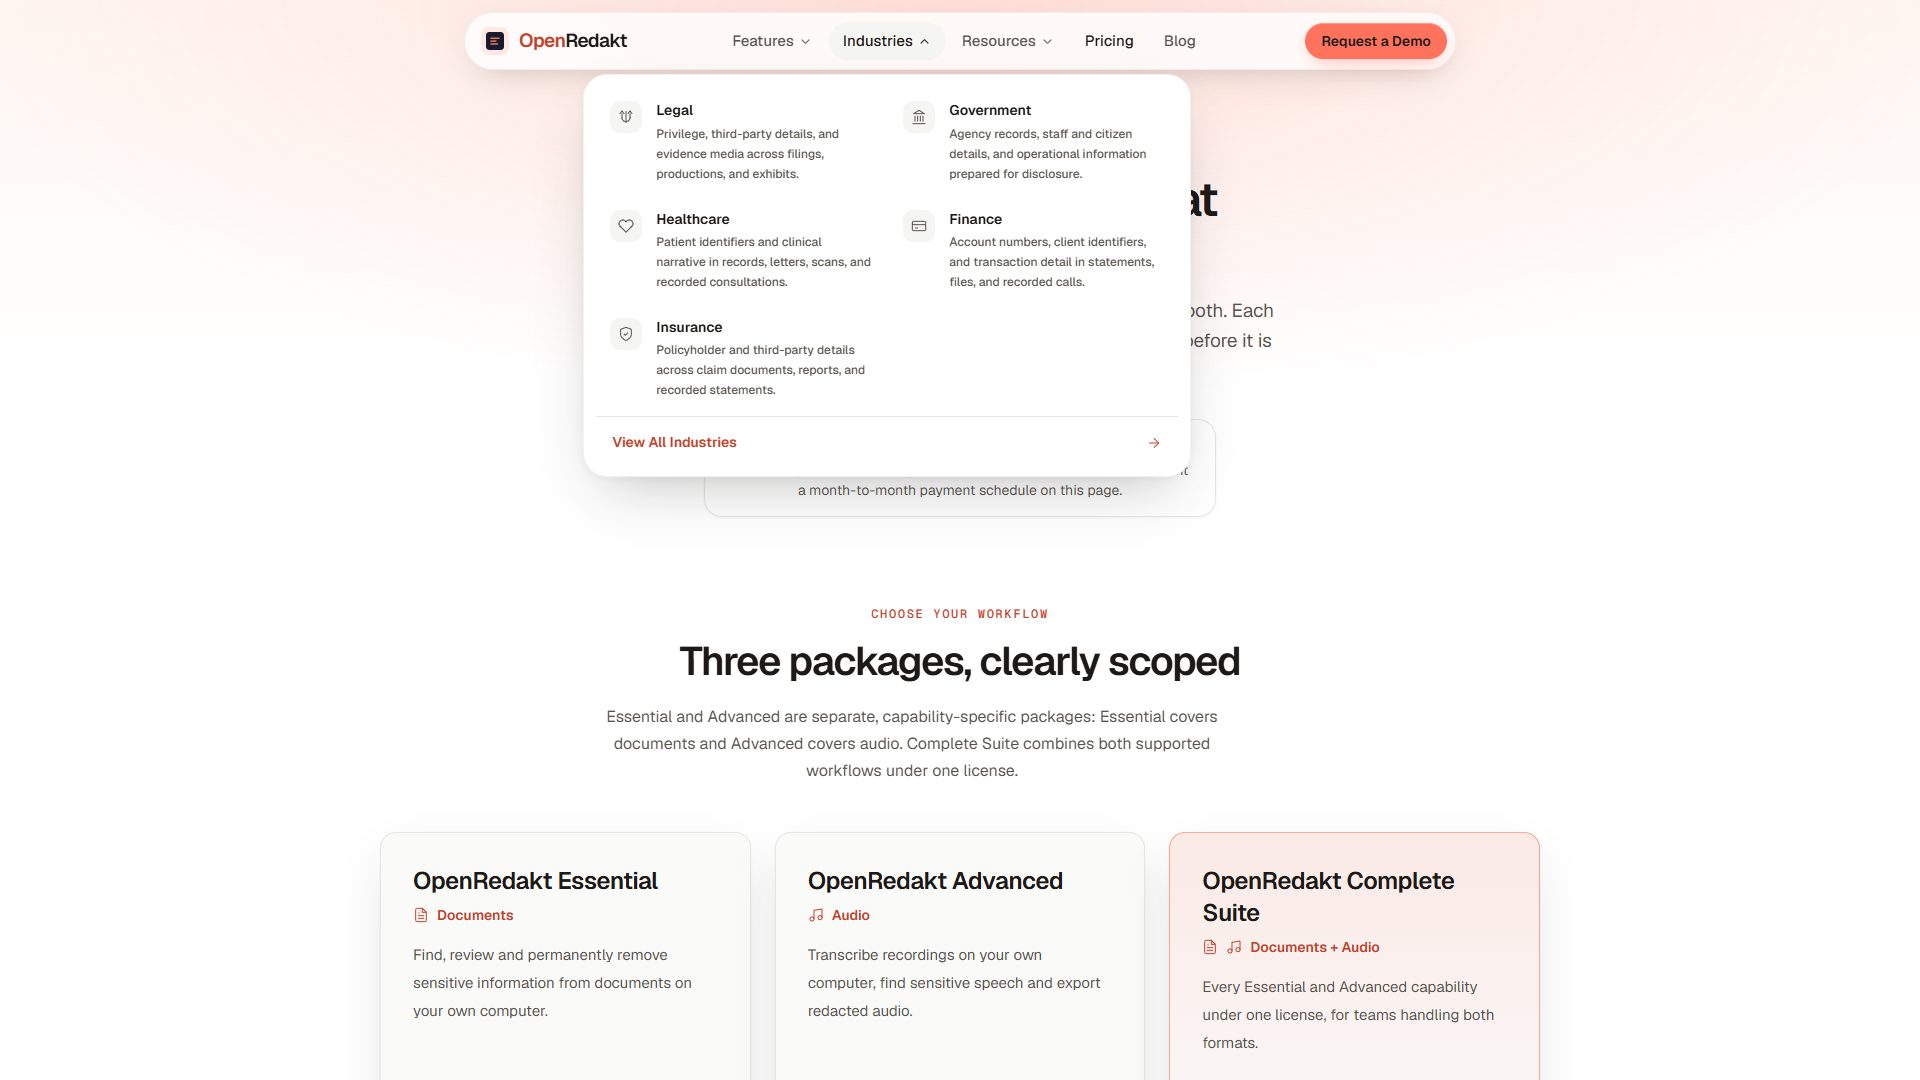 OpenRedakt
Features
Industries
Resources
Pricing
Blog
Request a Demo
Legal
Privilege, third-party details, and
evidence media across filings,
productions, and exhibits.
Government
Agency records, staff and citizen
details, and operational information
prepared for disclosure.
Healthcare
Patient identifiers and clinical
narrative in records, letters, scans, and
recorded consultations.
Finance
Account numbers, client identifiers,
and transaction detail in statements,
files, and recorded calls.
Insurance
Policyholder and third-party details
across claim documents, reports, and
recorded statements.
View All Industries
Each
before it is
a month-to-month payment schedule on this page.
CHOOSE YOUR WORKFLOW
Three packages, clearly scoped
Essential and Advanced are separate, capability-specific packages: Essential covers
documents and Advanced covers audio. Complete Suite combines both supported
workflows under one license.
OpenRedakt Essential
Documents
Find, review and permanently remove
sensitive information from documents on
your own computer.
OpenRedakt Advanced
Audio
Transcribe recordings on your own
computer, find sensitive speech and export
redacted audio.
OpenRedakt Complete
Suite
Documents + Audio
Every Essential and Advanced capability
under one license, for teams handling both
formats.